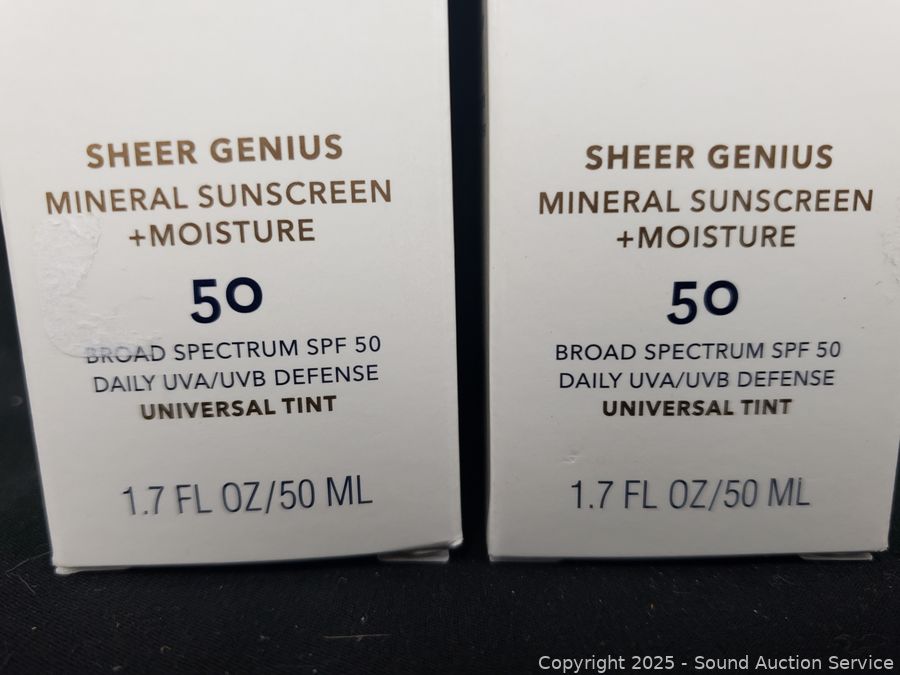 SHEER GENIUS
MINERAL SUNSCREEN
+MOISTURE
50
BROAD SPECTRUM SPF 50
DAILY UVA/UVB DEFENSE
UNIVERSAL TINT
1.7 FL OZ/50 ML
SHEER GENIUS
MINERAL SUNSCREEN
+MOISTURE
50
BROAD SPECTRUM SPF 50
DAILY UVA/UVB DEFENSE
UNIVERSAL TINT
1.7 FL OZ/50 ML
Copyright 2025 - Sound Auction Service